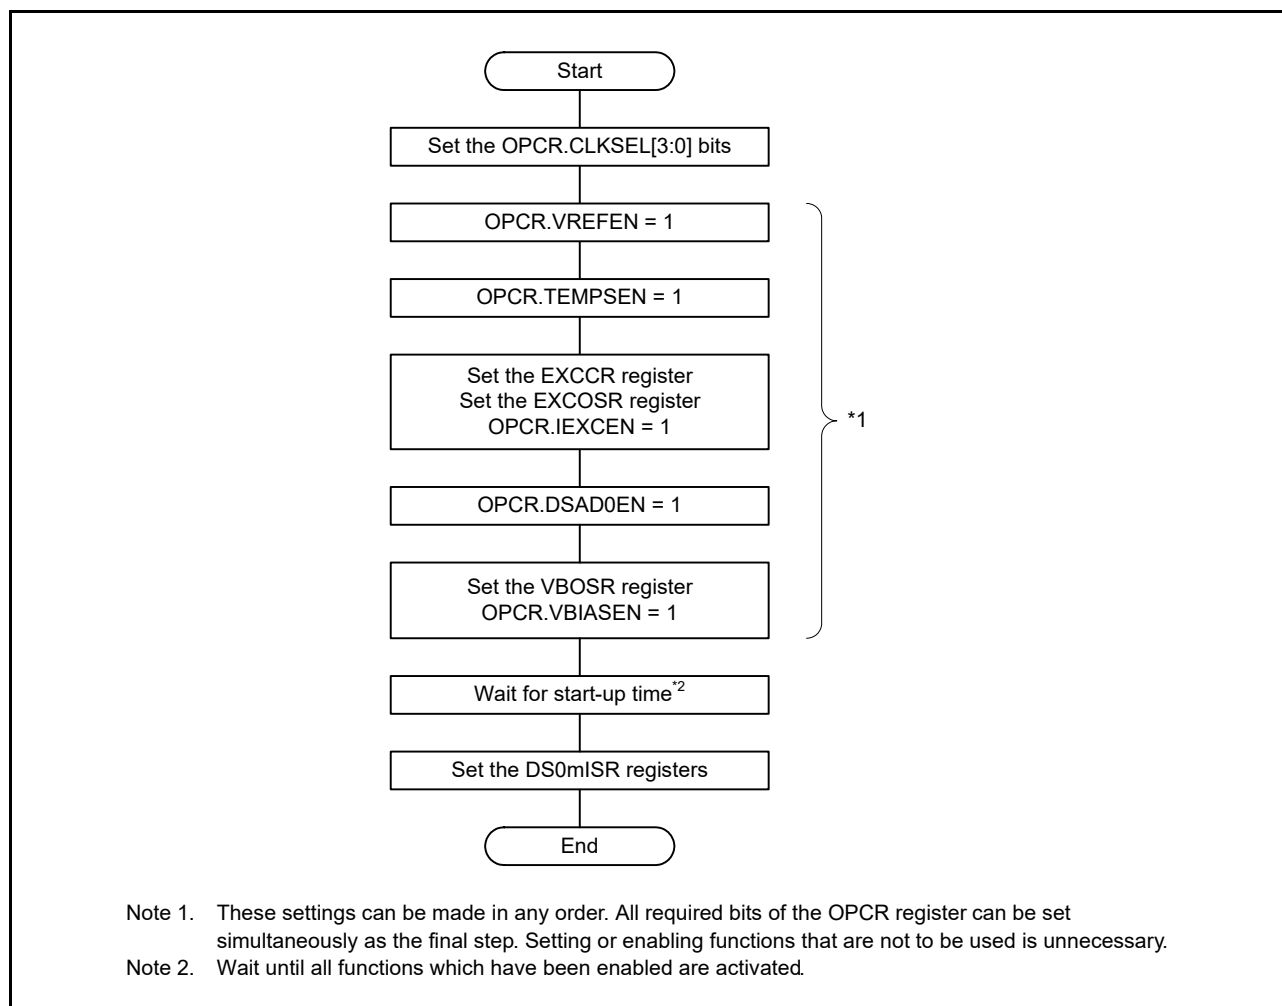 Start
Set the OPCR.CLKSEL[3:0] bits
OPCR.VREFEN = 1
OPCR.TEMPSEN = 1
Set the EXCCR register
Set the EXCOSR register
OPCR.IEXCEN = 1
*1
OPCR.DSAD0EN = 1
Set the VBOSR register
OPCR.VBIASEN = 1
Wait for start-up time*2
Set the DS0mISR registers
End
Note 1. These settings can be made in any order. All required bits of the OPCR register can be set
simultaneously as the final step. Setting or enabling functions that are not to be used is unnecessary.
Note 2. Wait until all functions which have been enabled are activated.